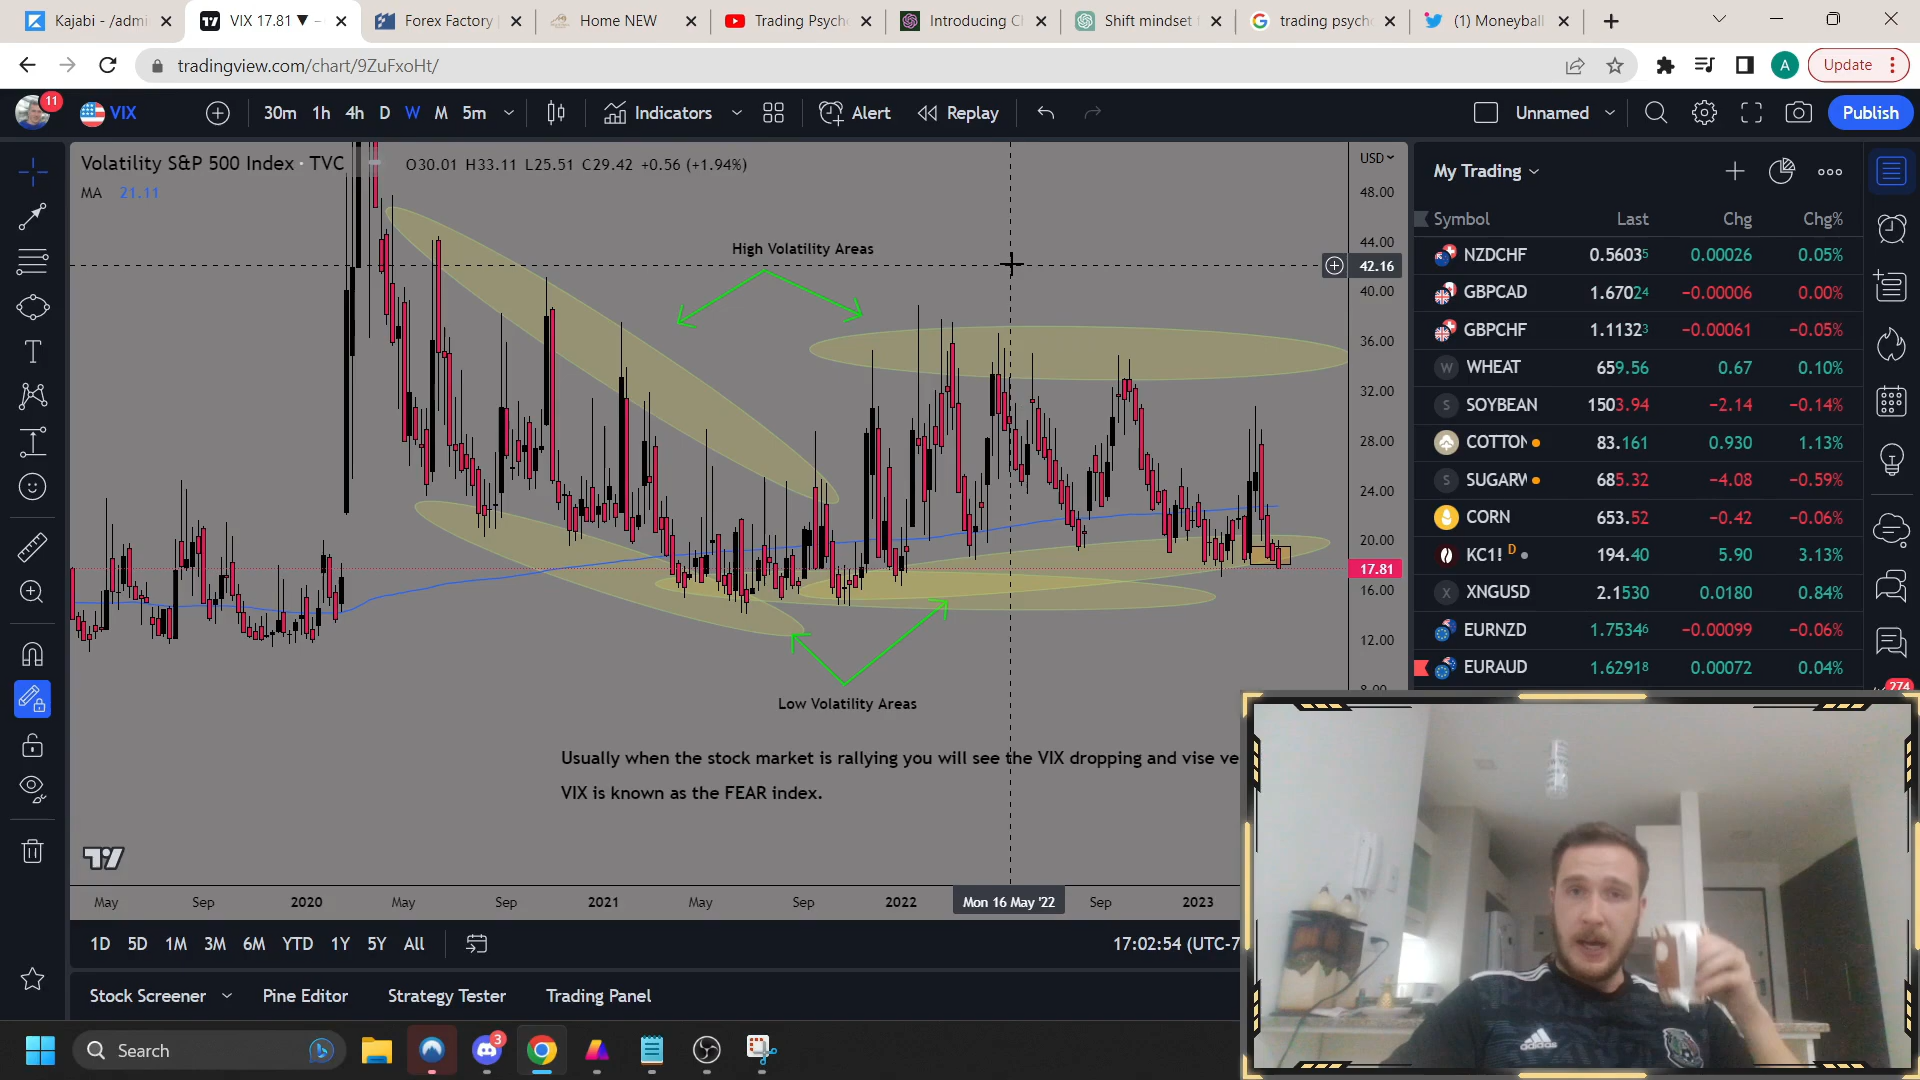 Kajabi - /admi
VIX 17.81 ▼ −
Forex Factory
Home NEW
Trading Psych
Introducing C
Shift mindset
trading psych
(1) Moneyball
tradingview.com/chart/9ZuFxoHt/
A
Update
11
VIX
30m 1h 4h D W M 5m
Indicators
Alert
Replay
Unnamed
Publish
Volatility S&P 500 Index · TVC
O30.01 H33.11 L25.51 C29.42 +0.56 (+1.94%)
MA 21.11
USD
48.00
44.00
42.16
40.00
36.00
32.00
28.00
24.00
20.00
17.81
16.00
12.00
8.00
High Volatility Areas
Low Volatility Areas
Usually when the stock market is rallying you will see the VIX dropping and vise ve
VIX is known as the FEAR index.
May Sep 2020 May Sep 2021 May Sep 2022 Mon 16 May '22 Sep 2023
1D 5D 1M 3M 6M YTD 1Y 5Y All
17:02:54 (UTC-7
Stock Screener
Pine Editor
Strategy Tester
Trading Panel
My Trading
Symbol Last Chg Chg%
NZDCHF 0.56035 0.00026 0.05%
GBPCAD 1.67024 −0.00006 0.00%
GBPCHF 1.11323 −0.00061 −0.05%
W WHEAT 659.56 0.67 0.10%
S SOYBEAN 1503.94 −2.14 −0.14%
COTTON 83.161 0.930 1.13%
S SUGARW 685.32 −4.08 −0.59%
CORN 653.52 −0.42 −0.06%
KC1! D 194.40 5.90 3.13%
X XNGUSD 2.1530 0.0180 0.84%
EURNZD 1.75346 −0.00099 −0.06%
EURAUD 1.62918 0.00072 0.04%
274
adidas
Search
3